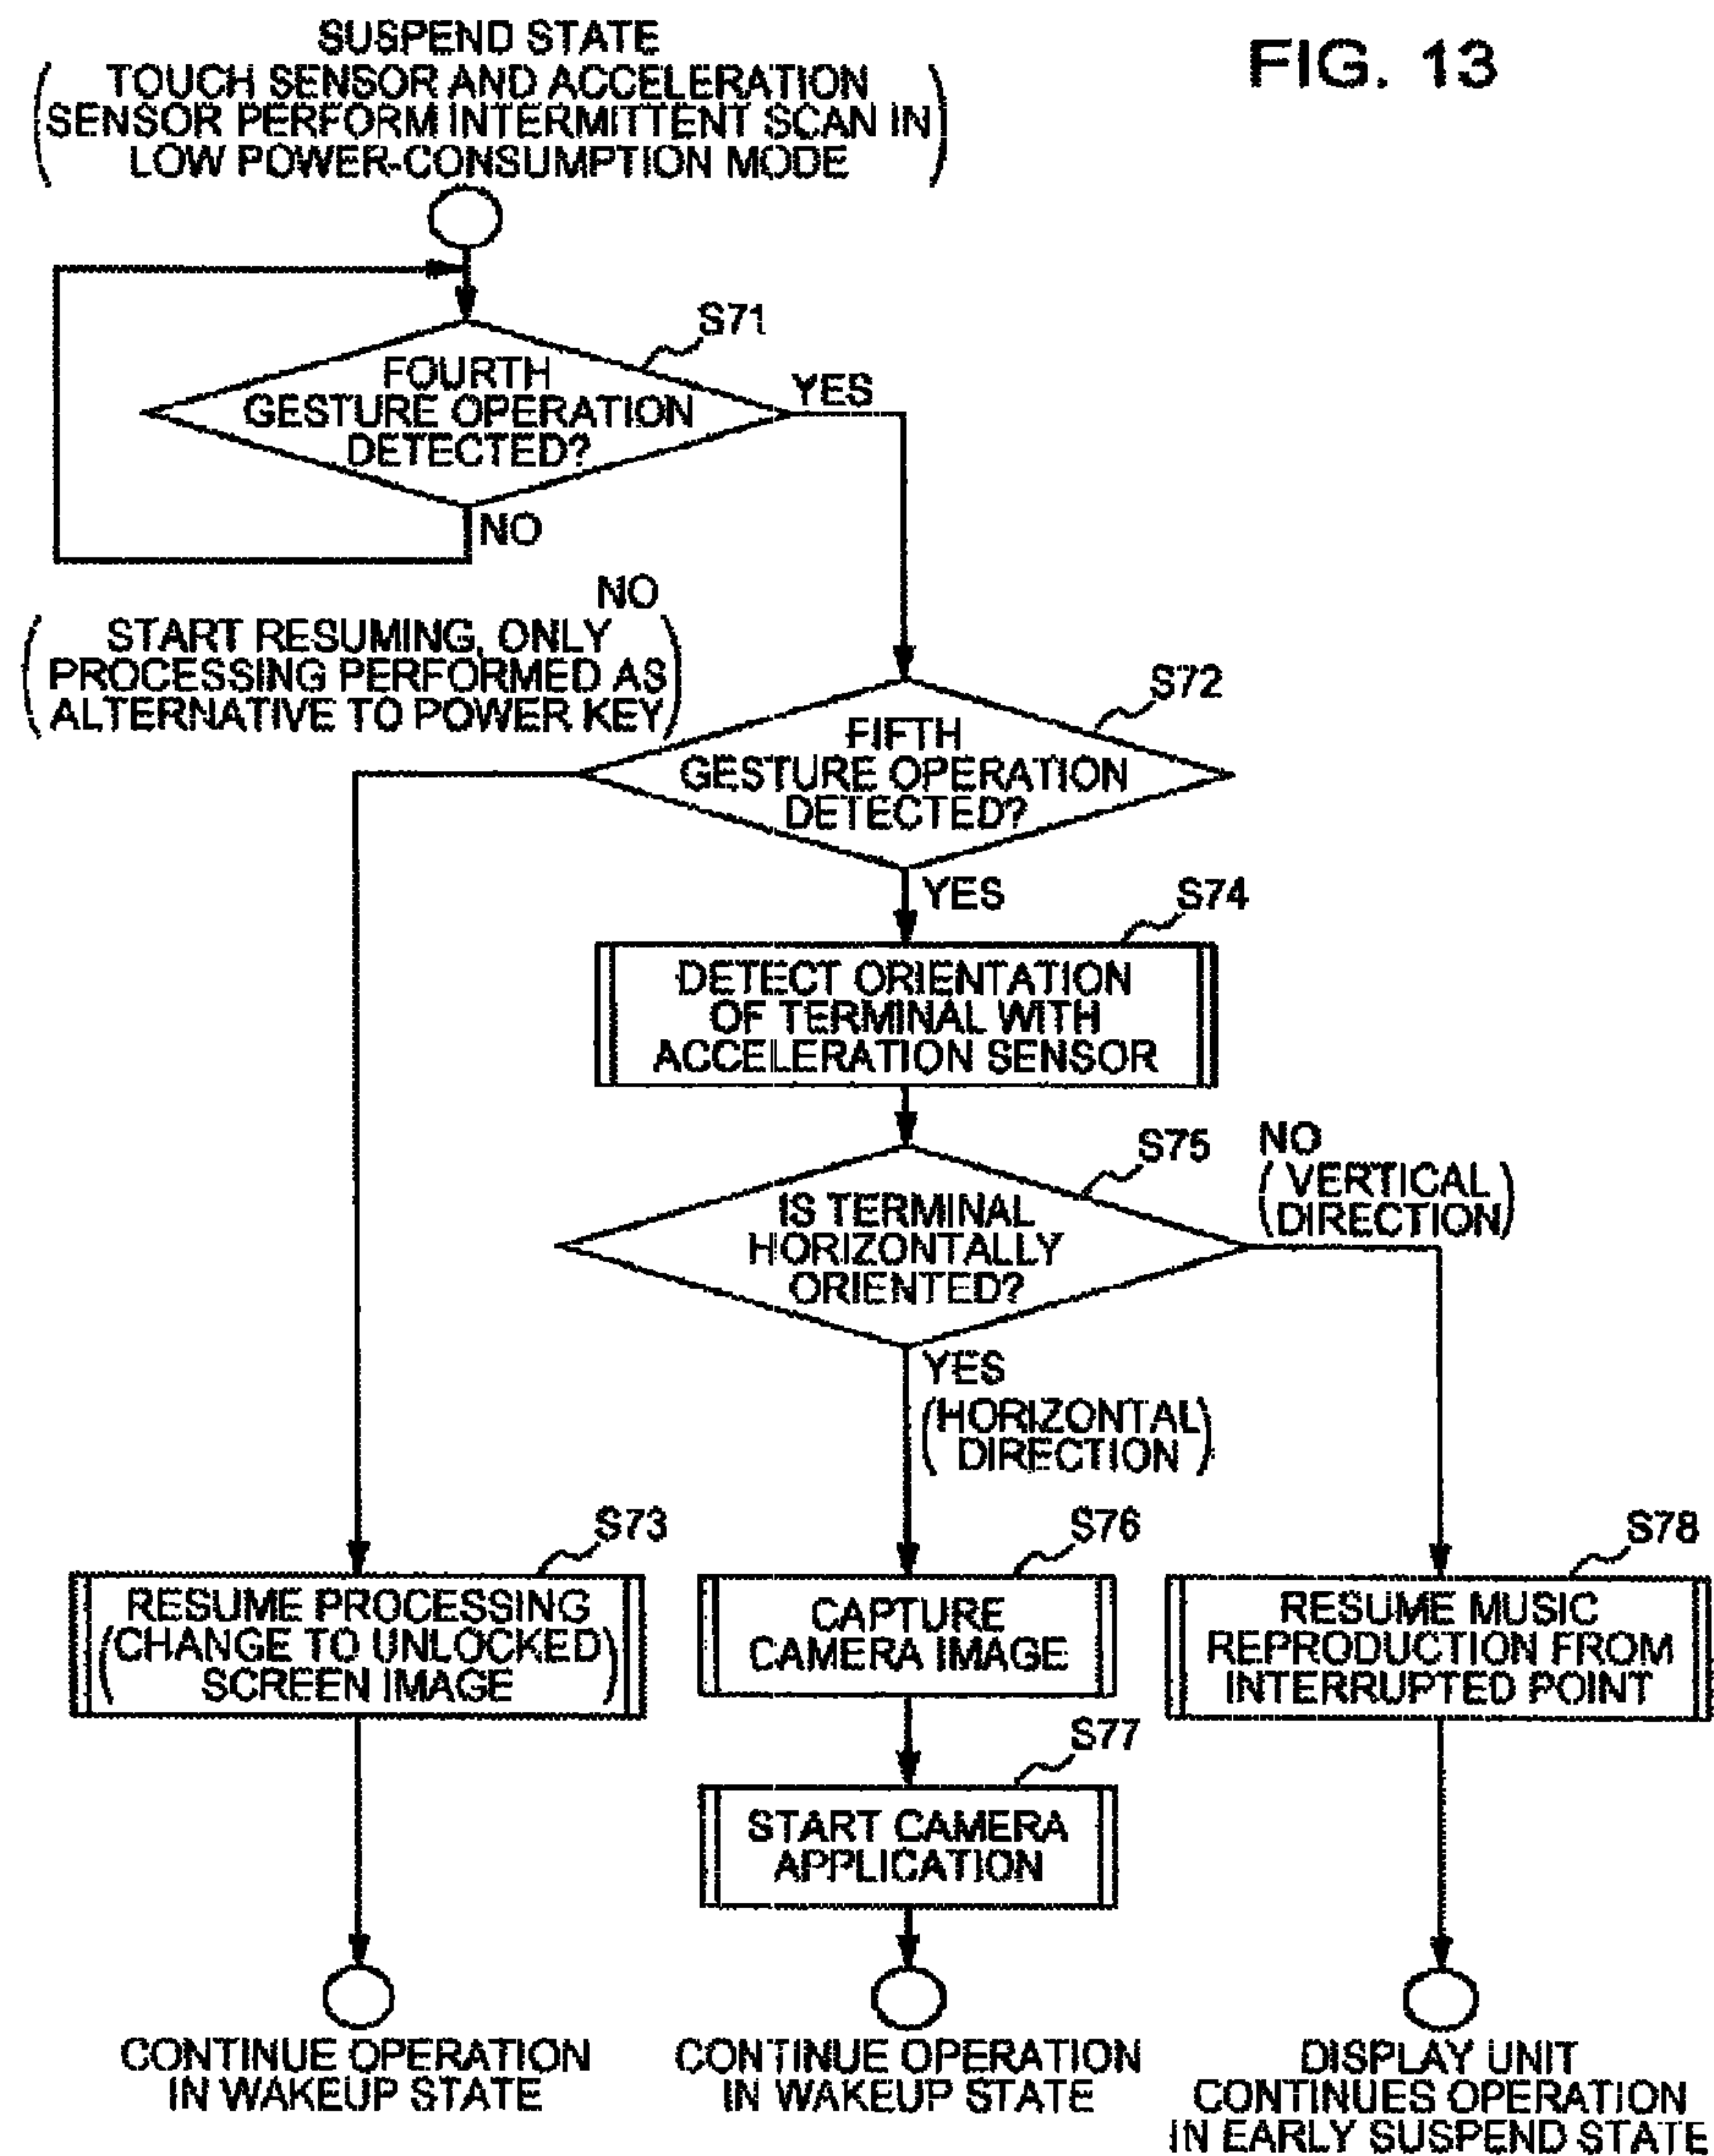 FIG. 13
SUSPEND STATE
(TOUCH SENSOR AND ACCELERATION
SENSOR PERFORM INTERMITTENT SCAN IN
LOW POWER-CONSUMPTION MODE)
S71
FOURTH
GESTURE OPERATION
DETECTED?
YES
NO
NO
(START RESUMING, ONLY
PROCESSING PERFORMED AS
ALTERNATIVE TO POWER KEY)
S72
FIFTH
GESTURE OPERATION
DETECTED?
YES
S74
DETECT ORIENTATION
OF TERMINAL WITH
ACCELERATION SENSOR
S75
IS TERMINAL
HORIZONTALLY
ORIENTED?
NO
(VERTICAL
DIRECTION)
YES
(HORIZONTAL
DIRECTION)
S73
RESUME PROCESSING
(CHANGE TO UNLOCKED
SCREEN IMAGE)
S76
CAPTURE
CAMERA IMAGE
S78
RESUME MUSIC
REPRODUCTION FROM
INTERRUPTED POINT
S77
START CAMERA
APPLICATION
CONTINUE OPERATION
IN WAKEUP STATE
CONTINUE OPERATION
IN WAKEUP STATE
DISPLAY UNIT
CONTINUES OPERATION
IN EARLY SUSPEND STATE